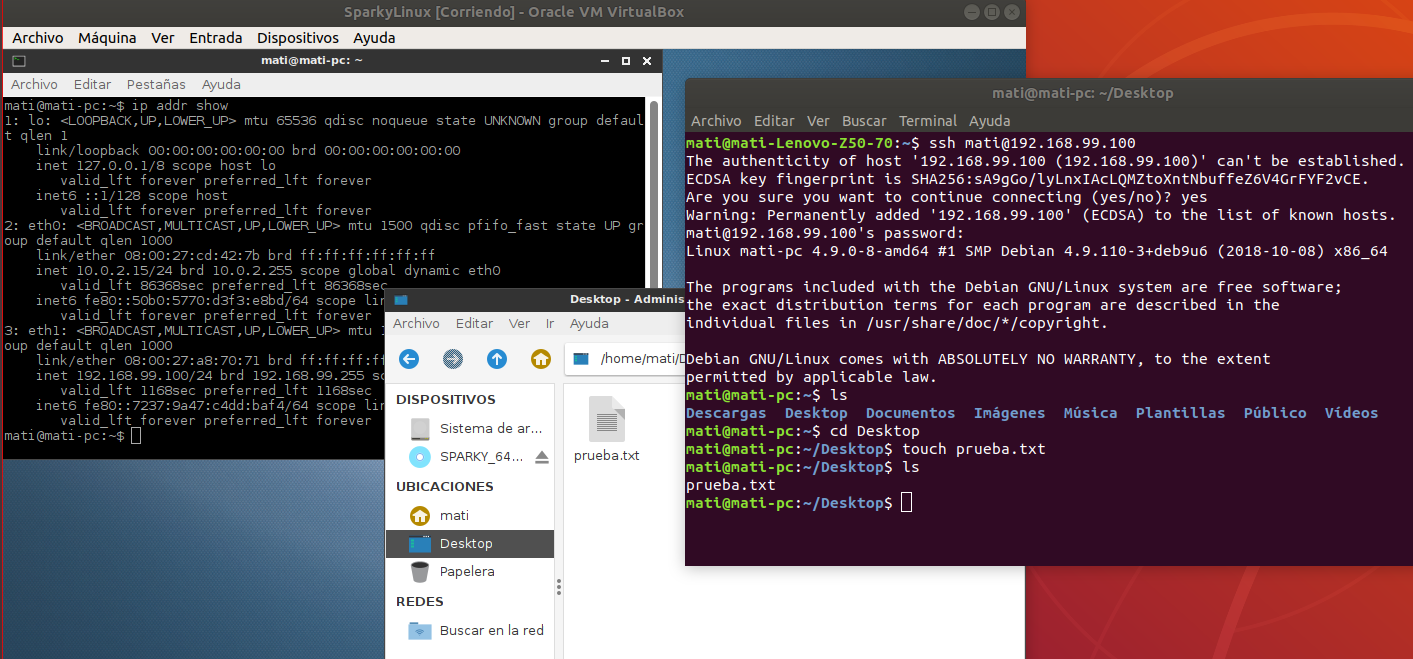 SparkyLinux [Corriendo] - Oracle VM VirtualBox
Archivo Máquina Ver Entrada Dispositivos Ayuda
mati@mati-pc: ~
Archivo Editar Pestañas Ayuda
mati@mati-pc:~$ ip addr show
1: lo: <LOOPBACK,UP,LOWER_UP> mtu 65536 qdisc noqueue state UNKNOWN group defaul
t qlen 1
link/loopback 00:00:00:00:00:00 brd 00:00:00:00:00:00
inet 127.0.0.1/8 scope host lo
valid_lft forever preferred_lft forever
inet6 ::1/128 scope host
valid_lft forever preferred_lft forever
2: eth0: <BROADCAST,MULTICAST,UP,LOWER_UP> mtu 1500 qdisc pfifo_fast state UP gr
oup default qlen 1000
link/ether 08:00:27:cd:42:7b brd ff:ff:ff:ff:ff:ff
inet 10.0.2.15/24 brd 10.0.2.255 scope global dynamic eth0
valid_lft 86368sec preferred_lft 86368sec
inet6 fe80::50b0:5770:d3f3:e8bd/64 scope lin
valid_lft forever preferred_lft forever
3: eth1: <BROADCAST,MULTICAST,UP,LOWER_UP> mtu 1
oup default qlen 1000
link/ether 08:00:27:a8:70:71 brd ff:ff:ff:ff
inet 192.168.99.100/24 brd 192.168.99.255 sc
valid_lft 1168sec preferred_lft 1168sec
inet6 fe80::7237:9a47:c4dd:baf4/64 scope lin
valid_lft forever preferred_lft forever
mati@mati-pc:~$
Desktop - Adminis
Archivo Editar Ver Ir Ayuda
/home/mati/D
DISPOSITIVOS
Sistema de ar...
SPARKY_64...
UBICACIONES
mati
Desktop
Papelera
REDES
Buscar en la red
prueba.txt
mati@mati-pc: ~/Desktop
Archivo Editar Ver Buscar Terminal Ayuda
mati@mati-Lenovo-Z50-70:~$ ssh mati@192.168.99.100
The authenticity of host '192.168.99.100 (192.168.99.100)' can't be established.
ECDSA key fingerprint is SHA256:sA9gGo/lyLnxIAcLQMZtoXntNbuffeZ6V4GrFYF2vCE.
Are you sure you want to continue connecting (yes/no)? yes
Warning: Permanently added '192.168.99.100' (ECDSA) to the list of known hosts.
mati@192.168.99.100's password:
Linux mati-pc 4.9.0-8-amd64 #1 SMP Debian 4.9.110-3+deb9u6 (2018-10-08) x86_64
The programs included with the Debian GNU/Linux system are free software;
the exact distribution terms for each program are described in the
individual files in /usr/share/doc/*/copyright.
Debian GNU/Linux comes with ABSOLUTELY NO WARRANTY, to the extent
permitted by applicable law.
mati@mati-pc:~$ ls
Descargas Desktop Documentos Imágenes Música Plantillas Público Vídeos
mati@mati-pc:~$ cd Desktop
mati@mati-pc:~/Desktop$ touch prueba.txt
mati@mati-pc:~/Desktop$ ls
prueba.txt
mati@mati-pc:~/Desktop$